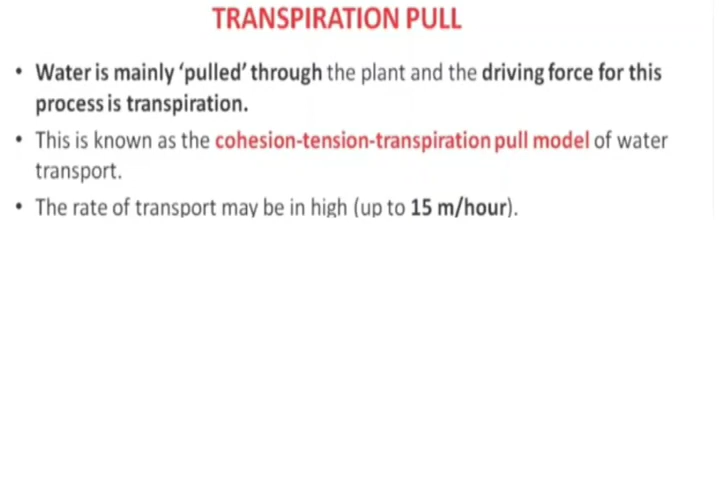 TRANSPIRATION PULL
• Water is mainly ‘pulled’ through the plant and the driving force for this
process is transpiration.
• This is known as the cohesion-tension-transpiration pull model of water
transport.
• The rate of transport may be in high (up to 15 m/hour).